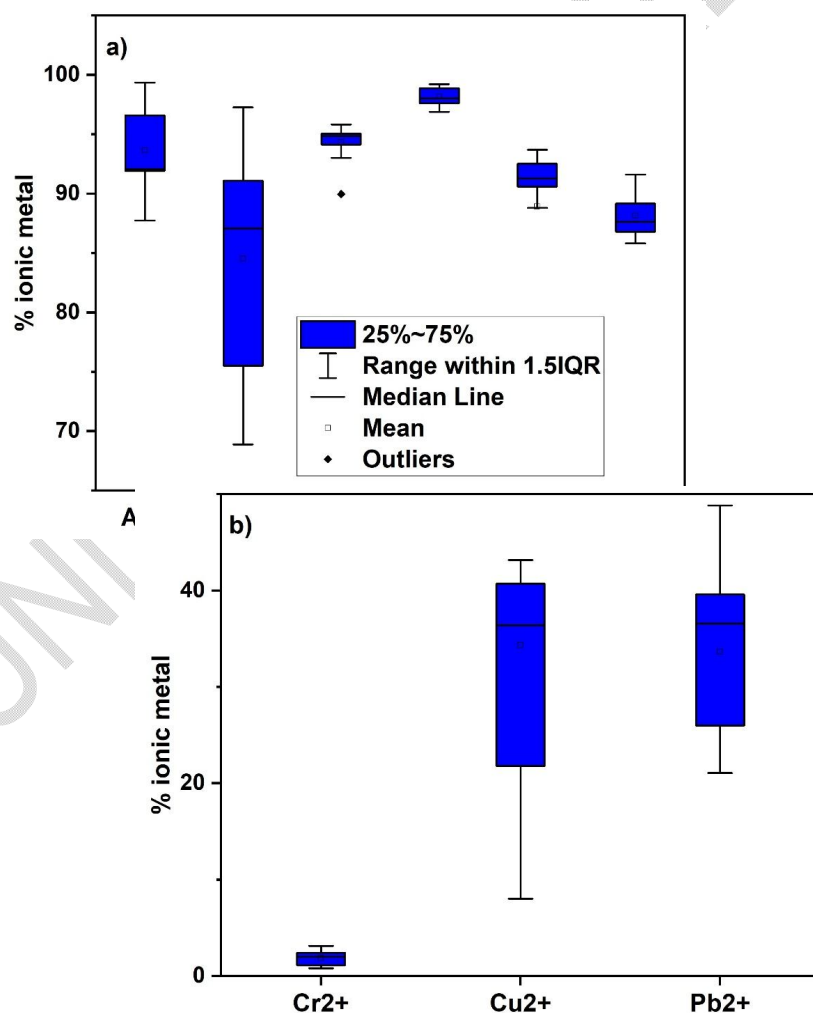 a)
100
90
80
70
% ionic metal
25%~75%
Range within 1.5IQR
Median Line
Mean
Outliers
A
b)
40
20
0
% ionic metal
Cr2+ Cu2+ Pb2+